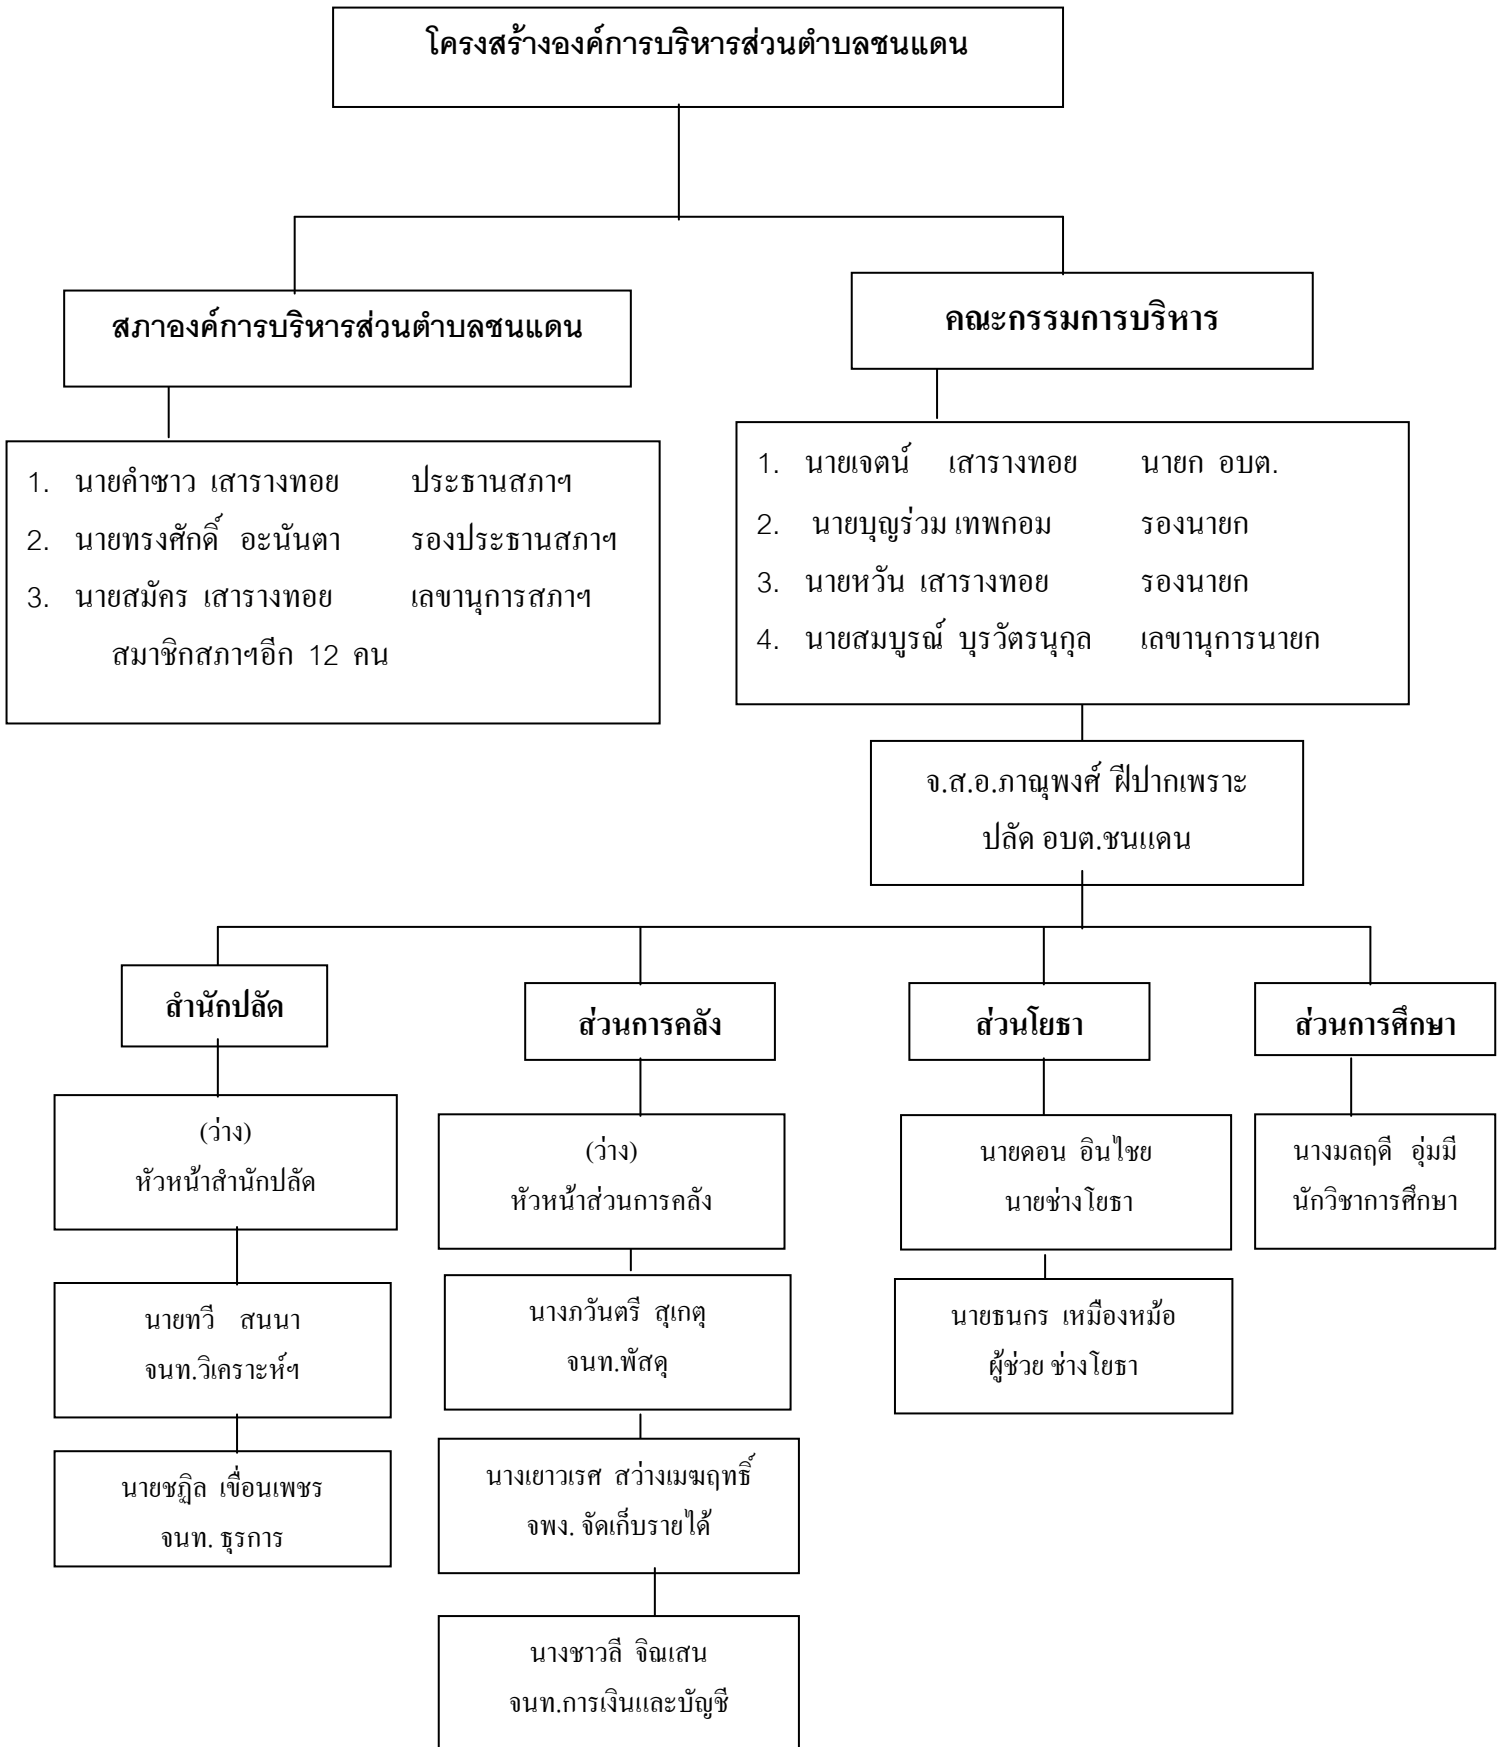 โครงสร้างองค์การบริหารส่วนตำบลชนแดน
สภาองค์การบริหารส่วนตำบลชนแดน
1. นายคำซาว เสารางทอย ประธานสภาฯ
2. นายทรงศักดิ์ อะนันตา รองประธานสภาฯ
3. นายสมัคร เสารางทอย เลขานุการสภาฯ
สมาชิกสภาฯอีก 12 คน
คณะกรรมการบริหาร
1. นายเจตน์ เสารางทอย นายก อบต.
2. นายบุญร่วม เทพกอม รองนายก
3. นายหวัน เสารางทอย รองนายก
4. นายสมบูรณ์ บุรวัตรนุกุล เลขานุการนายก
จ.ส.อ.ภาณุพงศ์ ฝีปากเพราะ
ปลัด อบต.ชนแดน
สำนักปลัด
(ว่าง)
หัวหน้าสำนักปลัด
นายทวี สนนา
จนท.วิเคราะห์ฯ
นายชฎิล เขื่อนเพชร
จนท. ธุรการ
ส่วนการคลัง
(ว่าง)
หัวหน้าส่วนการคลัง
นางภวันตรี สุเกตุ
จนท.พัสดุ
นางเยาวเรศ สว่างเมฆฤทธิ์
จพง. จัดเก็บรายได้
นางชาวลี จิณเสน
จนท.การเงินและบัญชี
ส่วนโยธา
นายดอน อินไชย
นายช่างโยธา
นายธนกร เหมืองหม้อ
ผู้ช่วย ช่างโยธา
ส่วนการศึกษา
นางมลฤดี อุ่มมี
นักวิชาการศึกษา